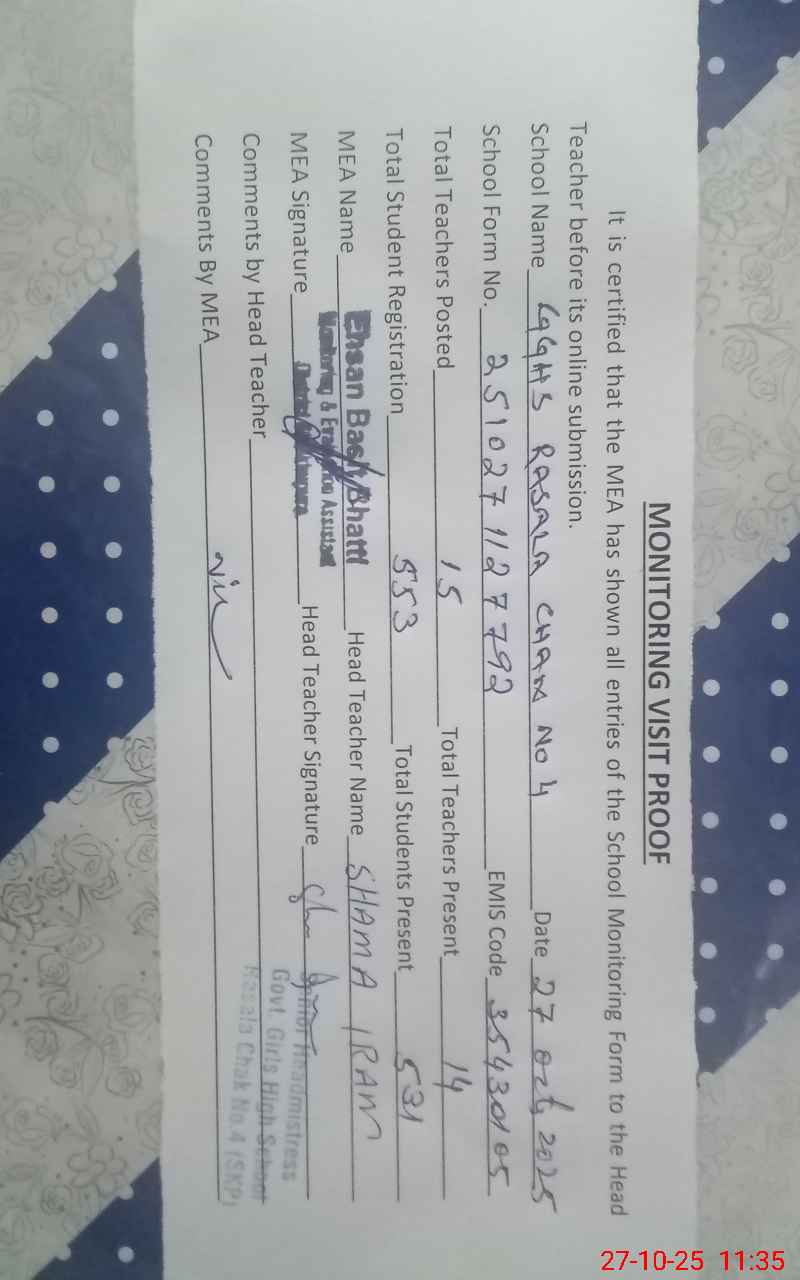 MONITORING VISIT PROOF
It is certified that the MEA has shown all entries of the School Monitoring Form to the Head
Teacher before its online submission.
School Name GGHS RASALA CHAK No 4 Date 27 Oct, 2025
School Form No. 251027 1127792 EMIS Code 35430105
Total Teachers Posted 15 Total Teachers Present 14
Total Student Registration 553 Total Students Present 531
MEA Name Ehsan Bhatti Head Teacher Name SHAMA IRAM
Monitoring & Evaluation Assistant
MEA Signature District Head Teacher Signature
Senior Headmistress
Govt. Girls High School
Rasala Chak No.4 (SKP)
Comments by Head Teacher
Comments By MEA Nil
27-10-25 11:35